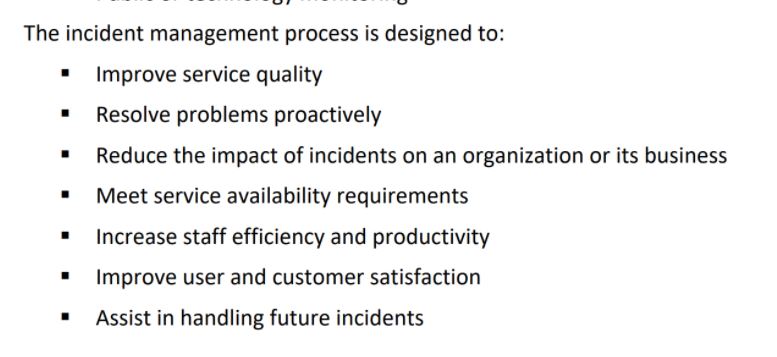 The incident management process is designed to:
▪ Improve service quality
▪ Resolve problems proactively
▪ Reduce the impact of incidents on an organization or its business
▪ Meet service availability requirements
▪ Increase staff efficiency and productivity
▪ Improve user and customer satisfaction
▪ Assist in handling future incidents